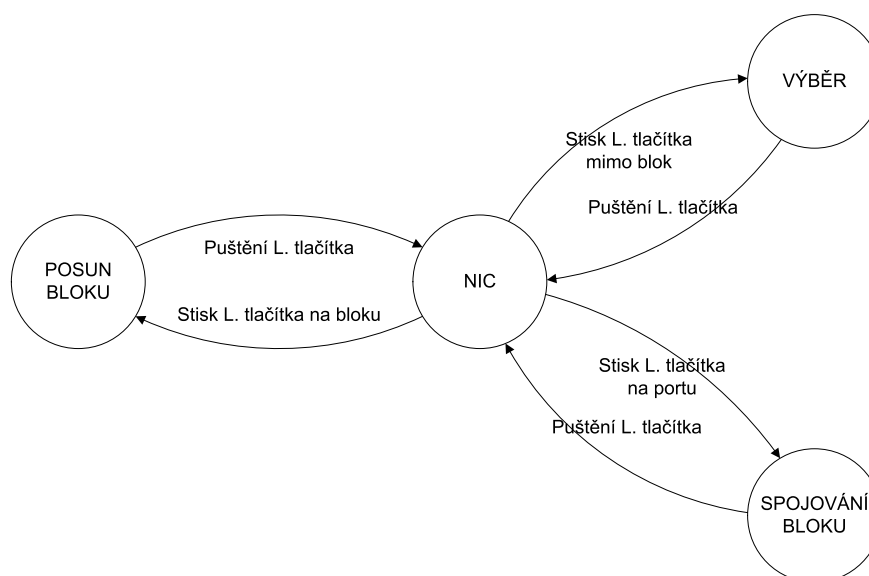 VÝBĚR
Stisk L. tlačítka
mimo blok
Puštění L. tlačítka
Puštění L. tlačítka
POSUN
BLOKU
NIC
Stisk L. tlačítka na bloku
Stisk L. tlačítka
na portu
Puštění L. tlačítka
SPOJOVÁNÍ
BLOKU